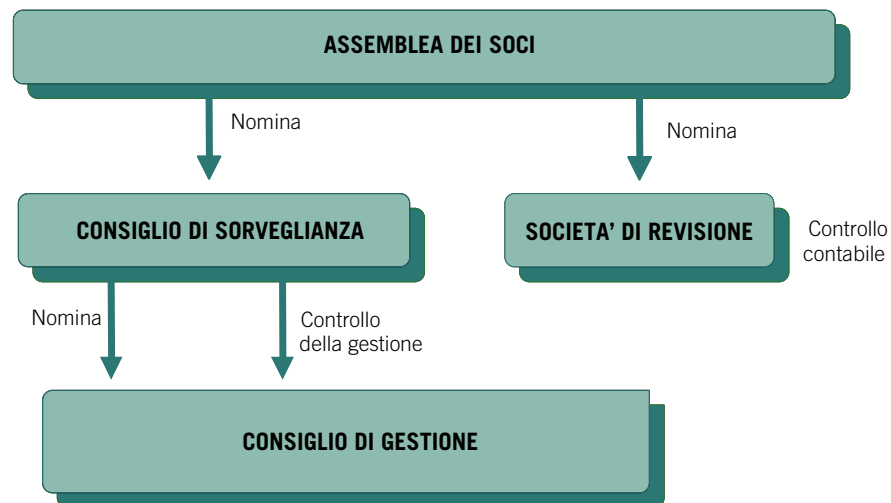 ASSEMBLEA DEI SOCI
Nomina
Nomina
CONSIGLIO DI SORVEGLIANZA
SOCIETA’ DI REVISIONE
Controllo
contabile
Nomina
Controllo
della gestione
CONSIGLIO DI GESTIONE